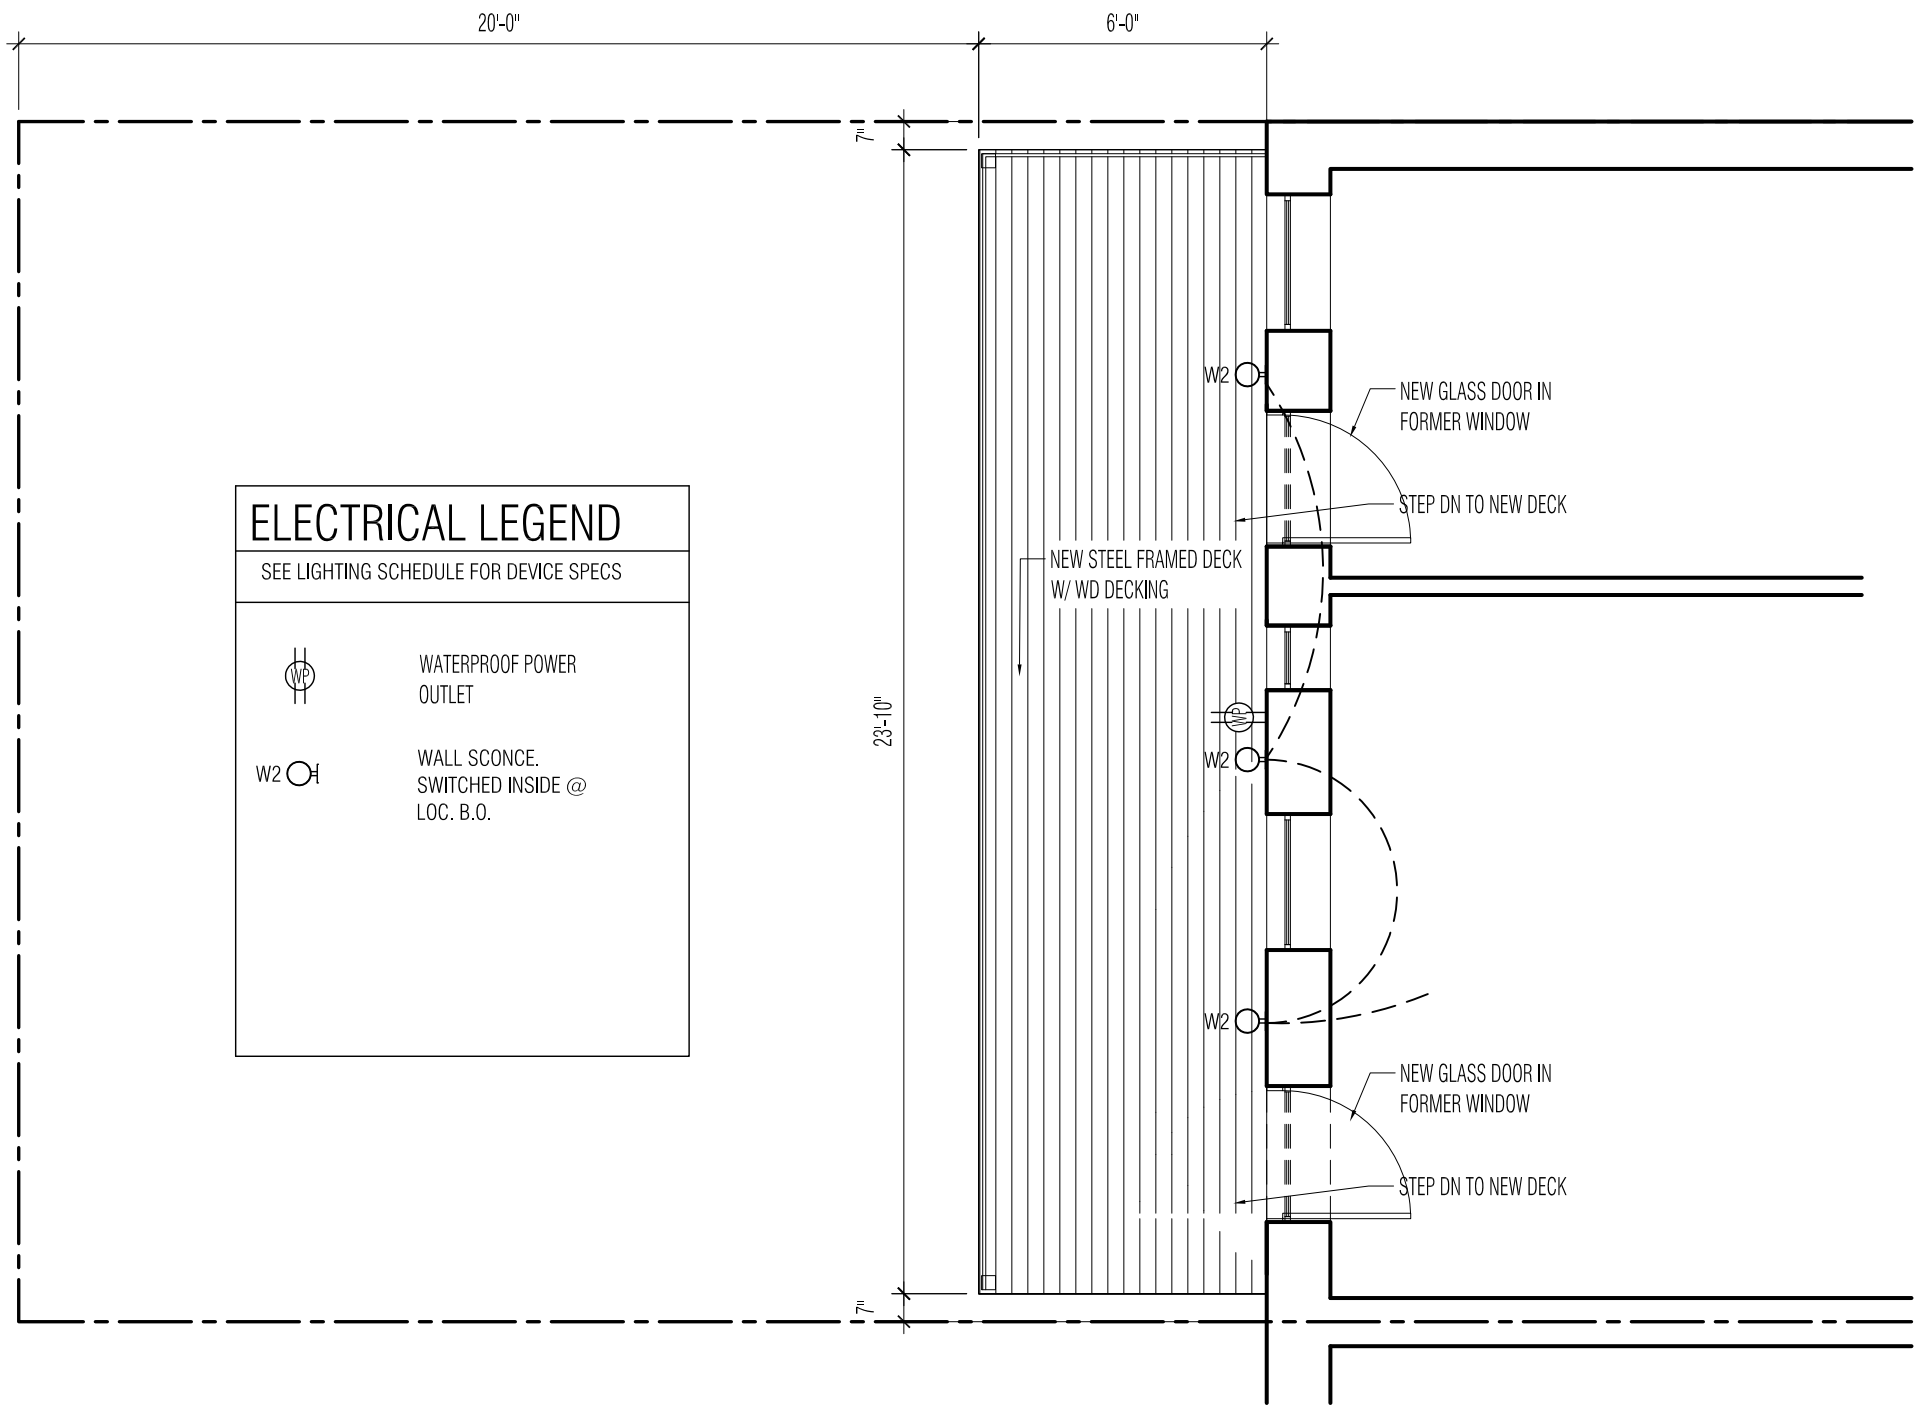 20'-0"
6'-0"
7"
W2
NEW GLASS DOOR IN
FORMER WINDOW
STEP DN TO NEW DECK
ELECTRICAL LEGEND
SEE LIGHTING SCHEDULE FOR DEVICE SPECS
NEW STEEL FRAMED DECK
W/ WD DECKING
WP
WATERPROOF POWER
OUTLET
W2
WALL SCONCE.
SWITCHED INSIDE @
LOC. B.O.
23'-10"
WP
W2
W2
NEW GLASS DOOR IN
FORMER WINDOW
STEP DN TO NEW DECK
7"